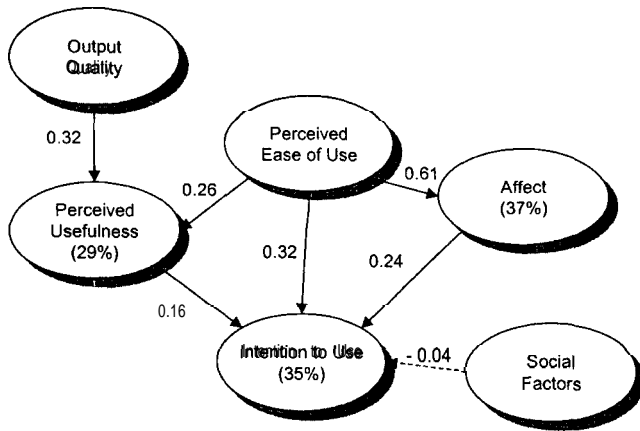 Output
Quality
0.32
Perceived
Ease of Use
0.61
0.26
Affect
(37%)
Perceived
Usefulness
(29%)
0.32
0.24
0.16
Intention to Use
(35%)
- 0.04
Social
Factors